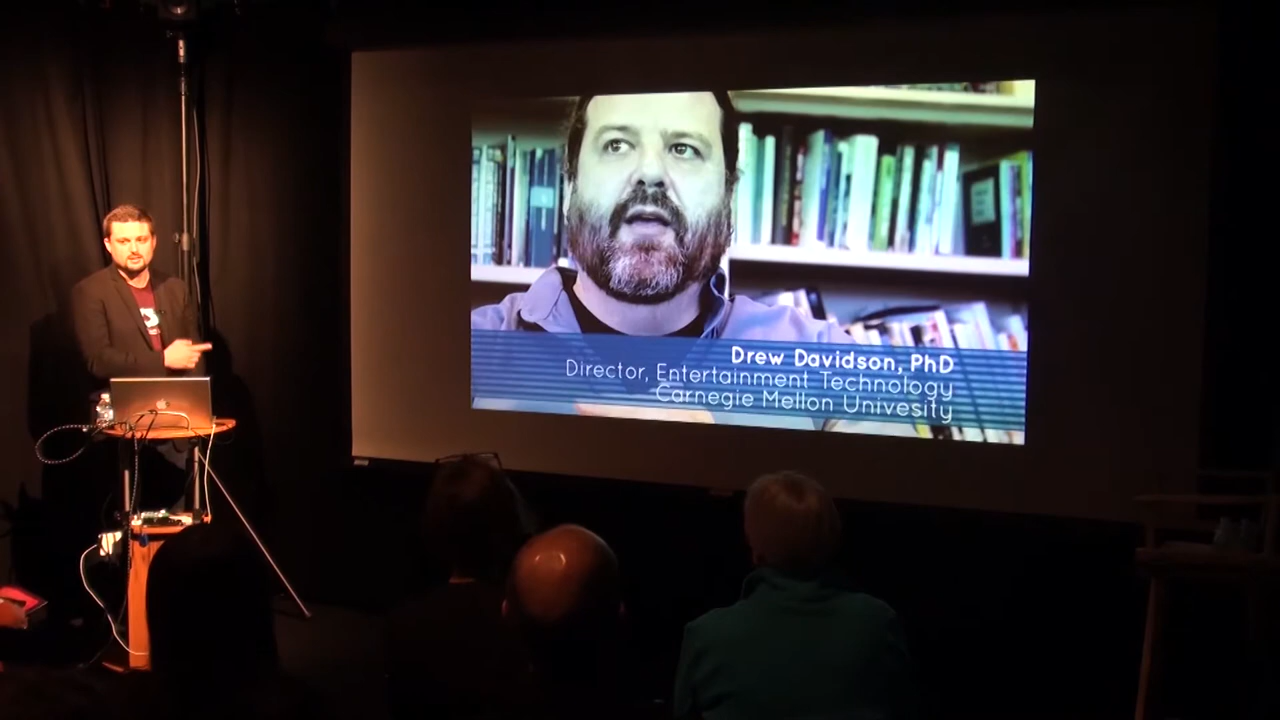 Drew Davidson, PhD
Director, Entertainment Technology
Carnegie Mellon Univesity